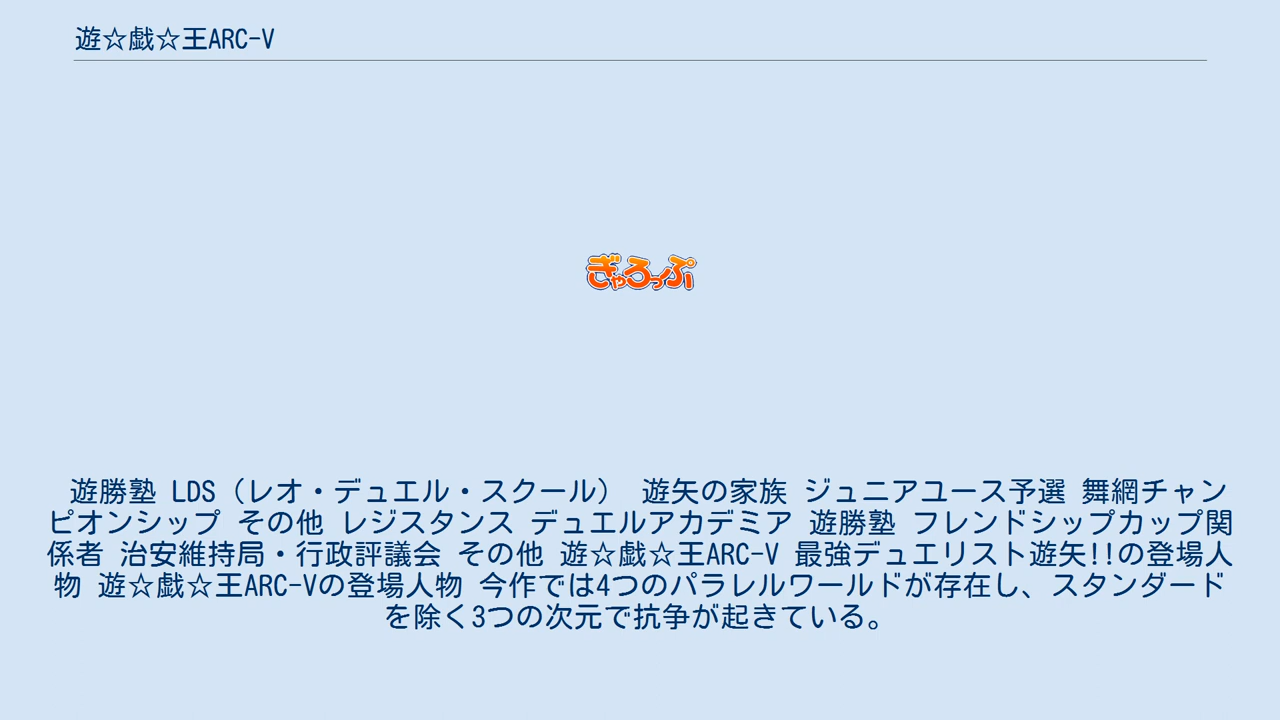 遊☆戯☆王ARC-V
ぎゃろっぷ
遊勝塾 LDS（レオ・デュエル・スクール） 遊矢の家族 ジュニアユース予選 舞網チャン
ピオンシップ その他 レジスタンス デュエルアカデミア 遊勝塾 フレンドシップカップ関
係者 治安維持局・行政評議会 その他 遊☆戯☆王ARC-V 最強デュエリスト遊矢!!の登場人
物 遊☆戯☆王ARC-Vの登場人物 今作では4つのパラレルワールドが存在し、スタンダード
を除く3つの次元で抗争が起きている。